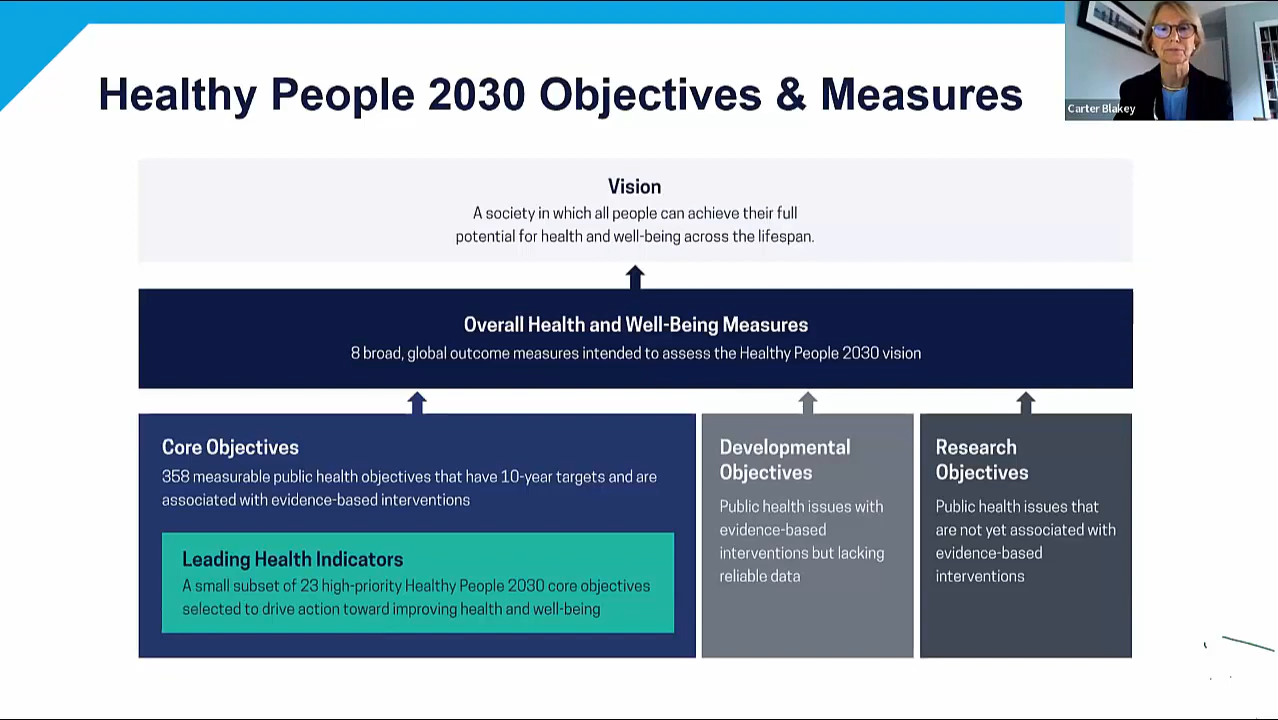 Healthy People 2030 Objectives & Measures
Carter Blakey
Vision
A society in which all people can achieve their full
potential for health and well-being across the lifespan.
Overall Health and Well-Being Measures
8 broad, global outcome measures intended to assess the Healthy People 2030 vision
Core Objectives
358 measurable public health objectives that have 10-year targets and are
associated with evidence-based interventions
Leading Health Indicators
A small subset of 23 high-priority Healthy People 2030 core objectives
selected to drive action toward improving health and well-being
Developmental
Objectives
Public health issues with
evidence-based
interventions but lacking
reliable data
Research
Objectives
Public health issues that
are not yet associated with
evidence-based
interventions